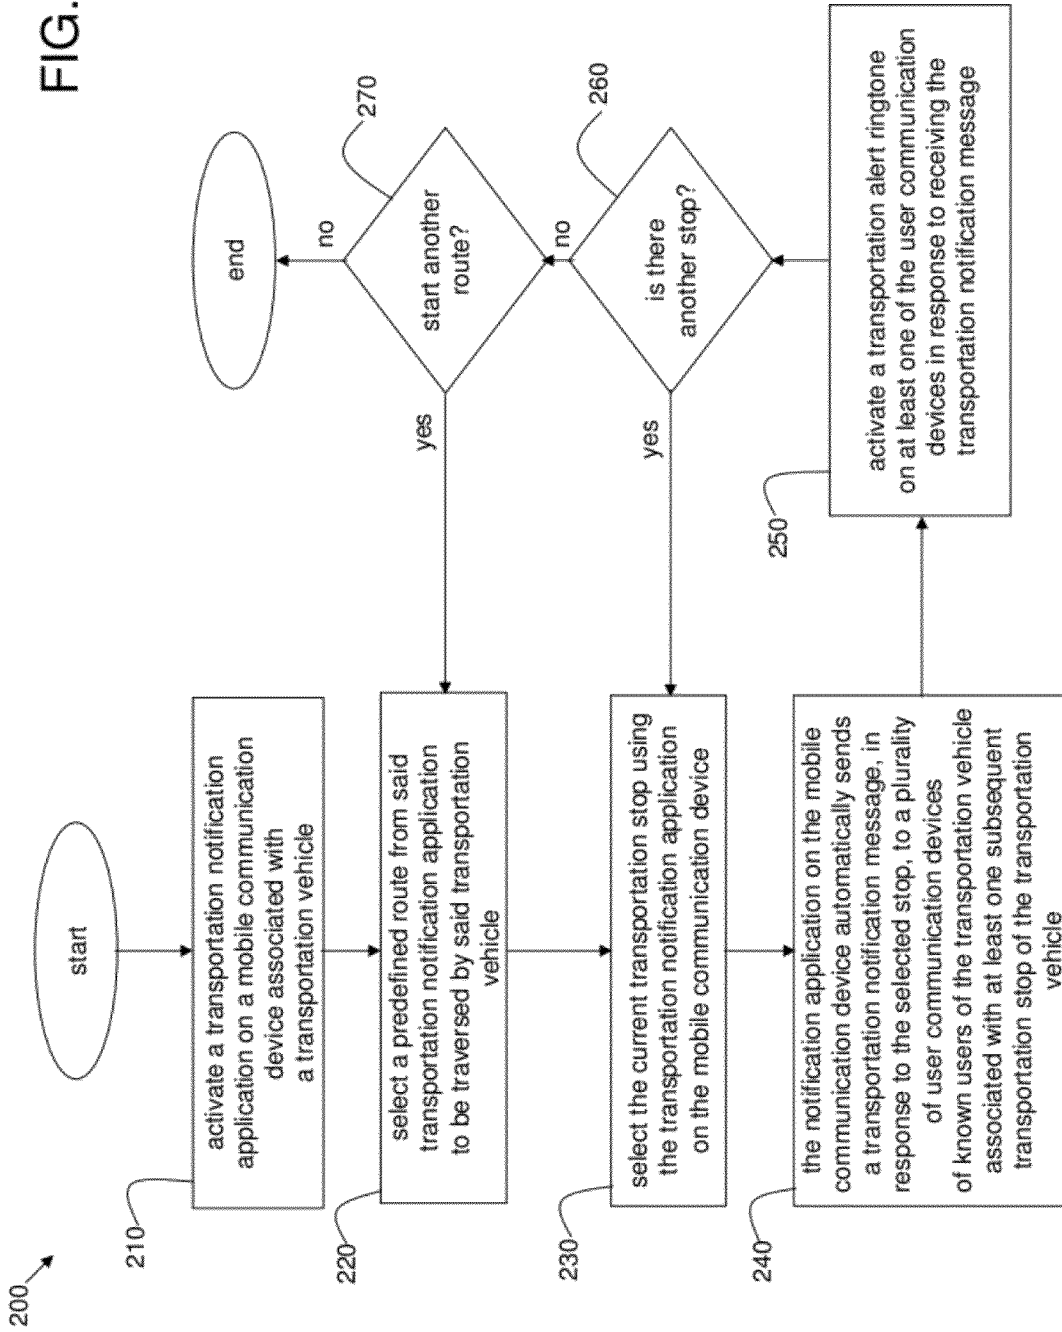 FIG.
200
start
210
activate a transportation notification
application on a mobile communication
device associated with
a transportation vehicle
220
select a predefined route from said
transportation notification application
to be traversed by said transportation
vehicle
230
select the current transportation stop using
the transportation notification application
on the mobile communication device
240
the notification application on the mobile
communication device automatically sends
a transportation notification message, in
response to the selected stop, to a plurality
of user communication devices
of known users of the transportation vehicle
associated with at least one subsequent
transportation stop of the transportation
vehicle
250
activate a transportation alert ringtone
on at least one of the user communication
devices in response to receiving the
transportation notification message
260
is there
another stop?
yes
no
270
start another
route?
yes
no
end